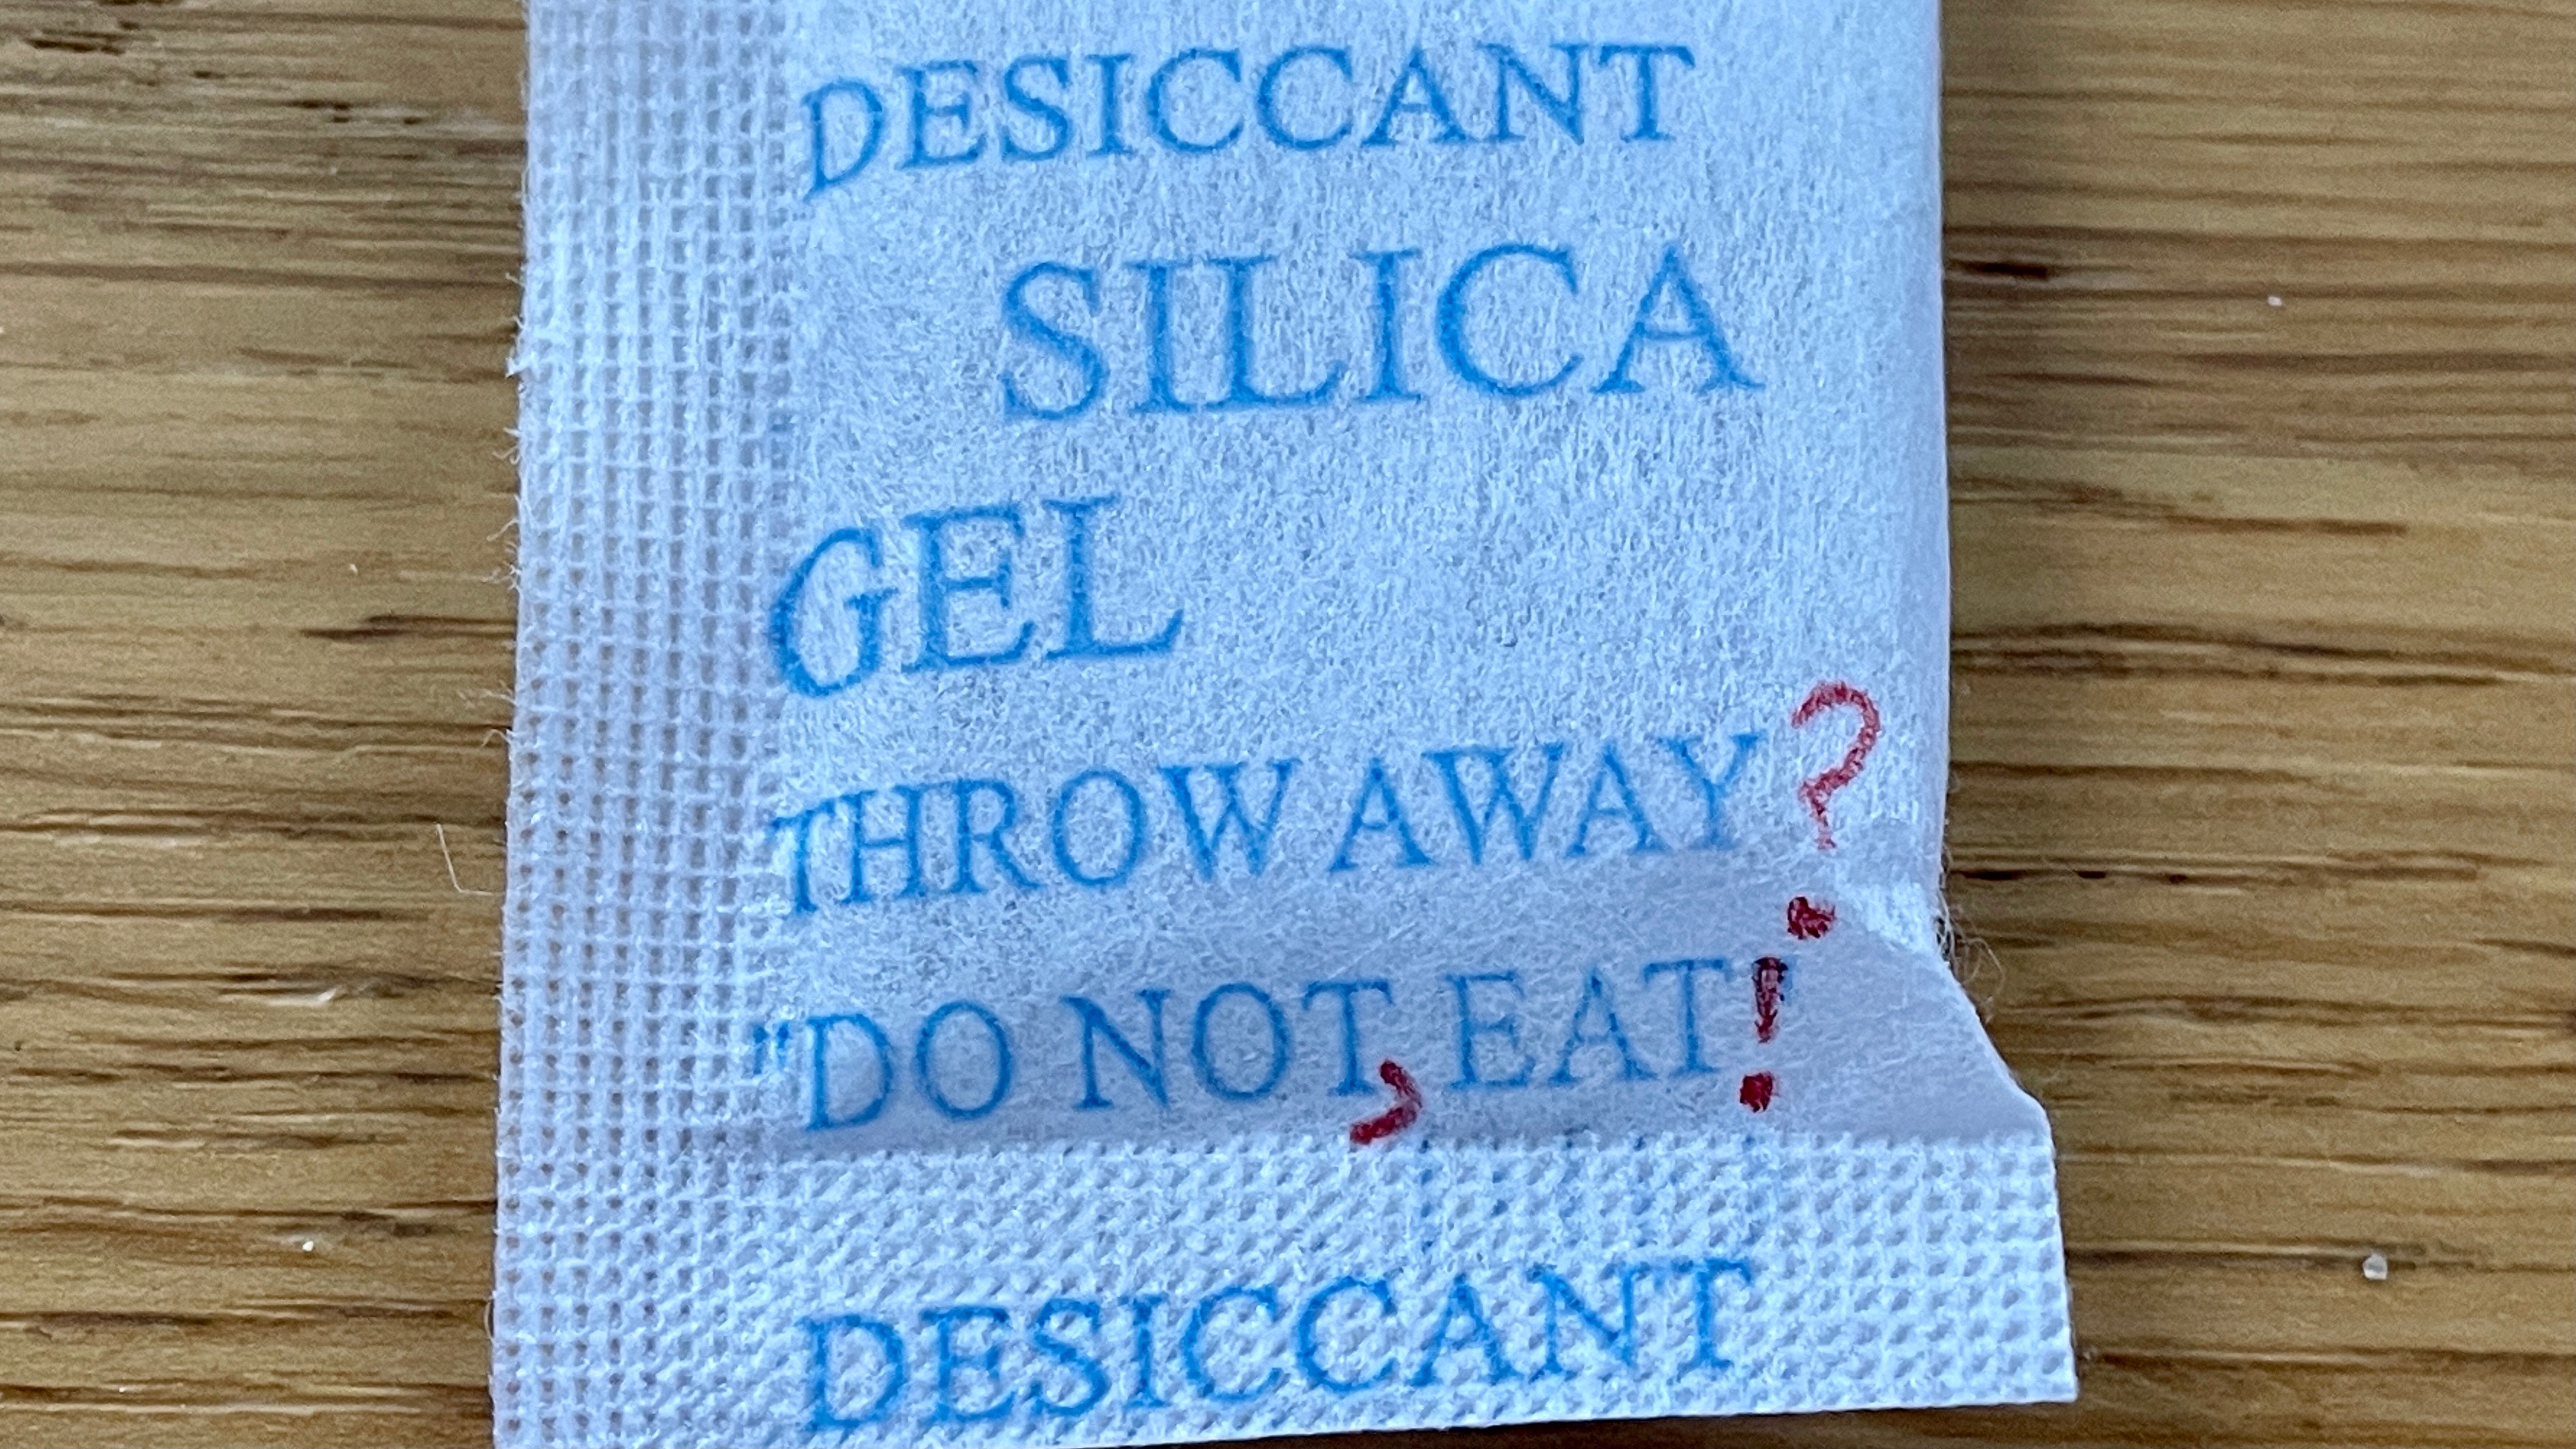 DESICCANT
SILICA
GEL
THROW AWAY?
"DO NOT, EAT!"
DESICCANT